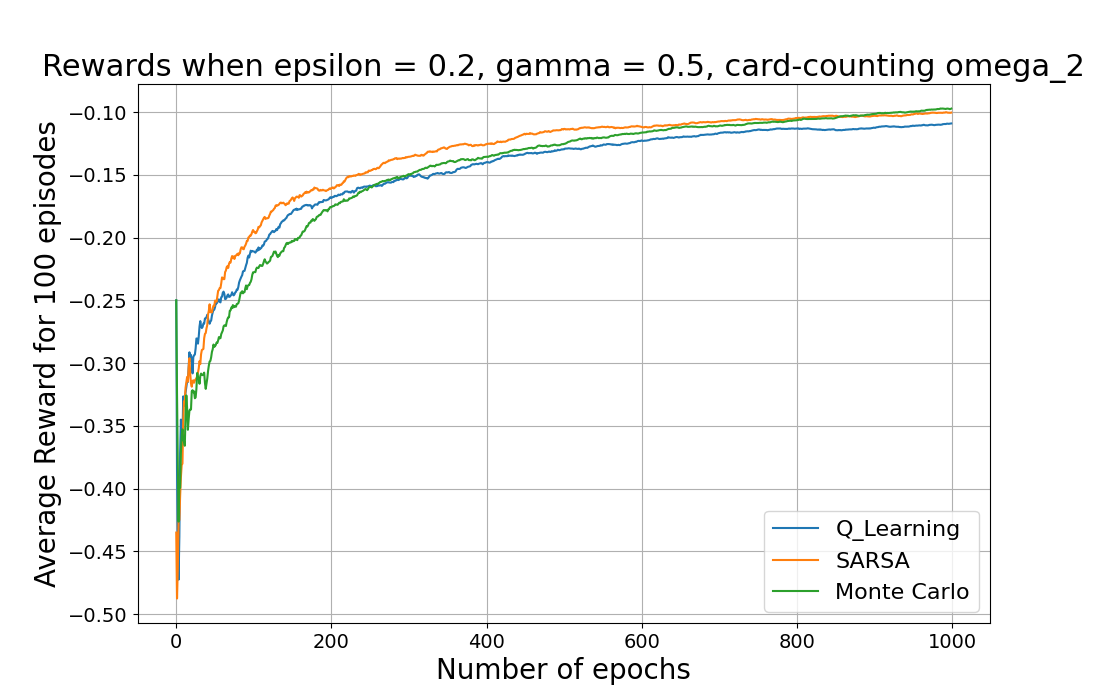 Rewards when epsilon = 0.2, gamma = 0.5, card-counting omega_2
Average Reward for 100 episodes
−0.10
−0.15
−0.20
−0.25
−0.30
−0.35
−0.40
−0.45
−0.50
Q_Learning
SARSA
Monte Carlo
0 200 400 600 800 1000
Number of epochs